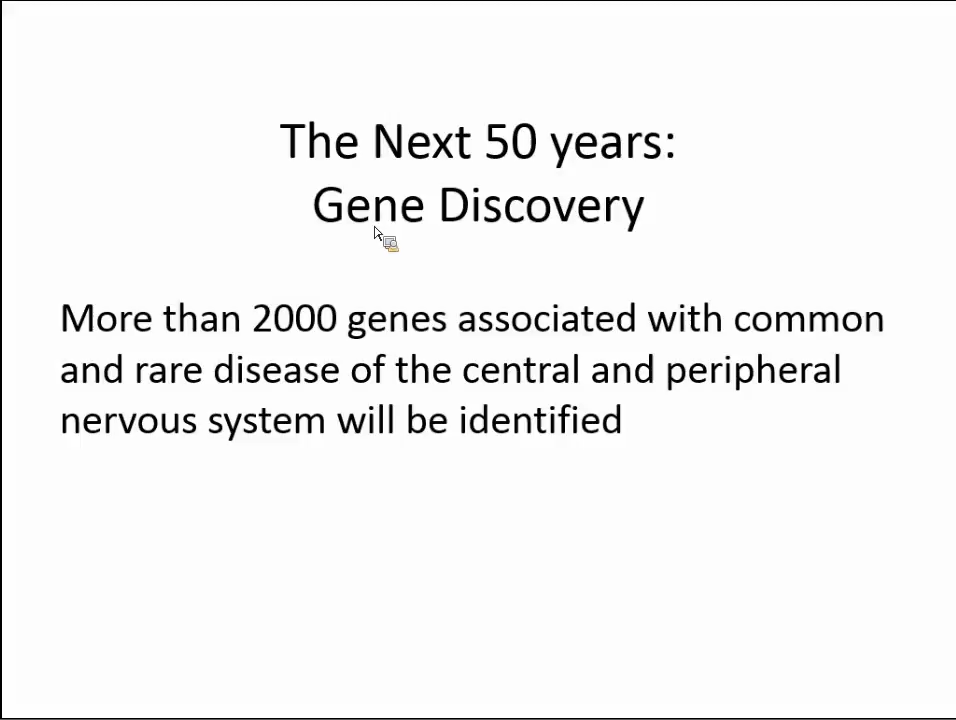 The Next 50 years:
Gene Discovery
More than 2000 genes associated with common
and rare disease of the central and peripheral
nervous system will be identified